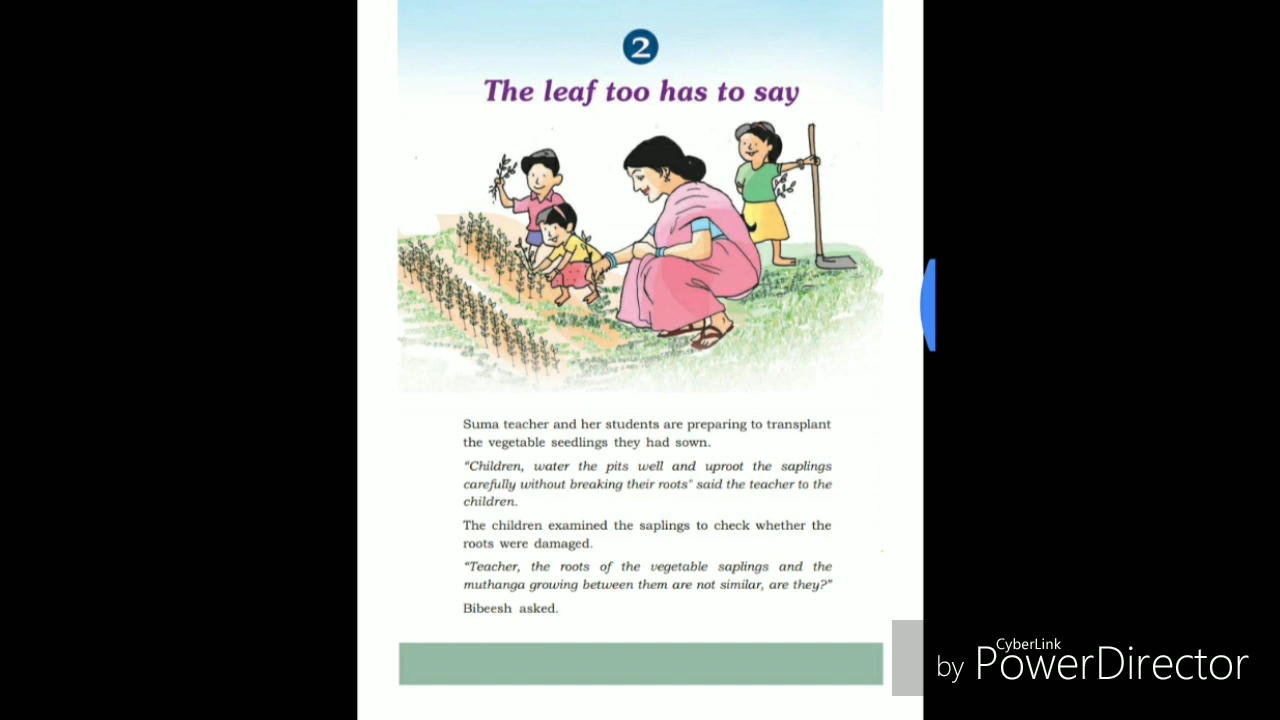 2
The leaf too has to say
Suma teacher and her students are preparing to transplant
the vegetable seedlings they had sown.
“Children, water the pits well and uproot the saplings
carefully without breaking their roots" said the teacher to the
children.
The children examined the saplings to check whether the
roots were damaged.
“Teacher, the roots of the vegetable saplings and the
muthanga growing between them are not similar, are they?”
Bibeesh asked.
CyberLink
by PowerDirector